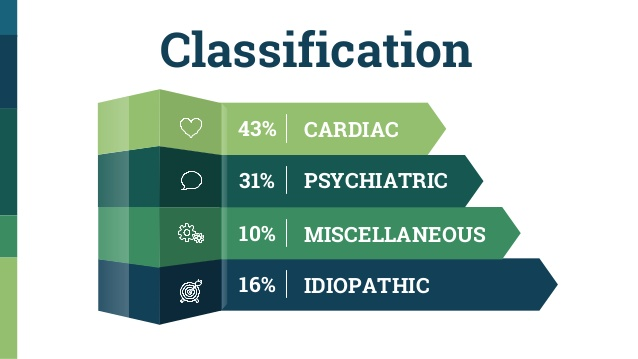 Classification
43% CARDIAC
31% PSYCHIATRIC
10% MISCELLANEOUS
16% IDIOPATHIC